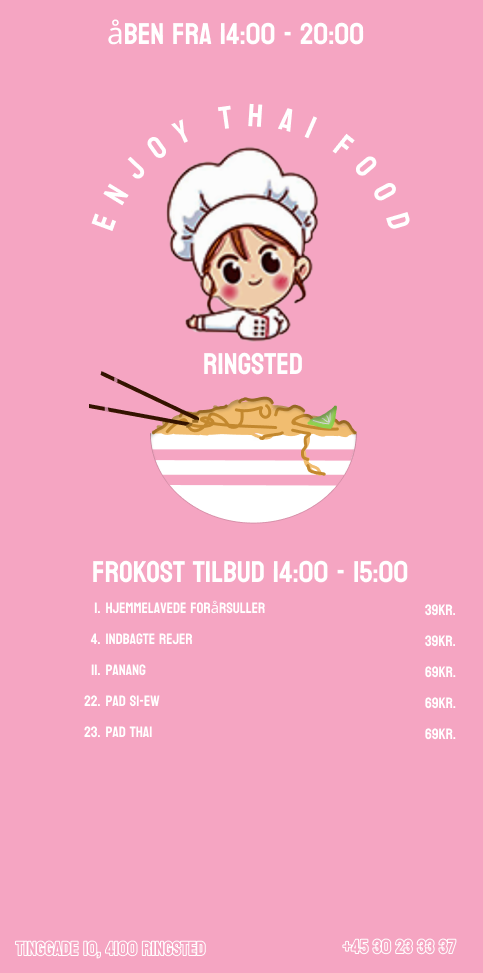 åBEN FRA 14:00 - 20:00
ENJOY THAI FOOD
RINGSTED
FROKOST TILBUD 14:00 - 15:00
1. HJEMMELAVEDE FORåRSULLER 39KR.
4. INDBAGTE REJER 39KR.
11. PANANG 69KR.
22. PAD SI-EW 69KR.
23. PAD THAI 69KR.
TINGGADE 10, 4100 RINGSTED +45 30 23 33 37